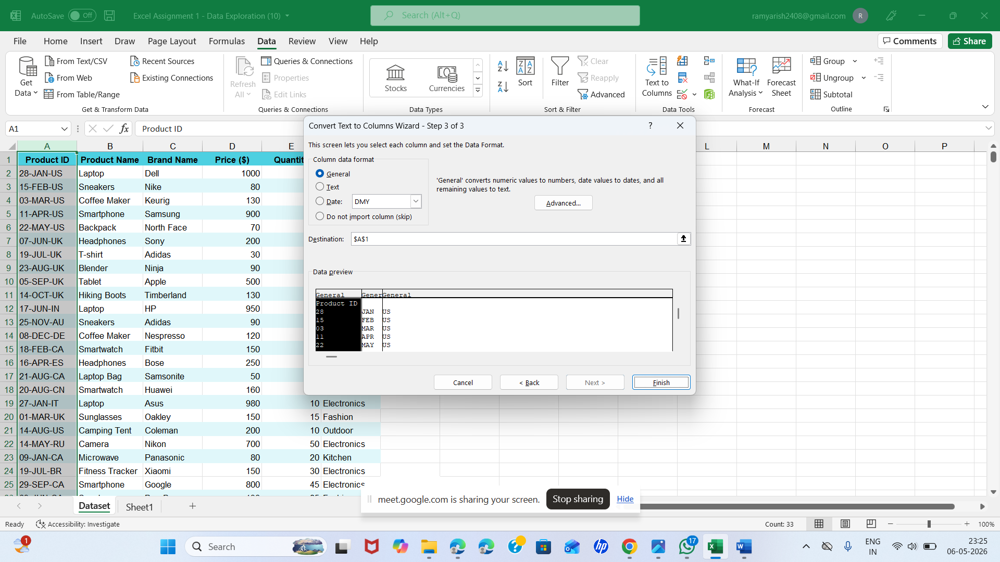 AutoSave Off Excel Assignment 1 - Data Exploration (10) Search (Alt+Q) ramyarish2408@gmail.com R
File Home Insert Draw Page Layout Formulas Data Review View Help Comments Share
Get Data
From Text/CSV
From Web
From Table/Range
Recent Sources
Existing Connections
Get & Transform Data
Refresh All
Queries & Connections
Properties
Edit Links
Queries & Connections
Stocks Currencies
Data Types
Sort
Filter
Clear
Reapply
Advanced
Sort & Filter
Text to Columns
Data Tools
What-If Analysis
Forecast Sheet
Forecast
Group
Ungroup
Subtotal
Outline
A1 fx Product ID
A B C D E L M N O P
1 Product ID Product Name Brand Name Price ($) Quantit
2 28-JAN-US Laptop Dell 1000
3 15-FEB-US Sneakers Nike 80
4 03-MAR-US Coffee Maker Keurig 130
5 11-APR-US Smartphone Samsung 900
6 22-MAY-US Backpack North Face 70
7 07-JUN-UK Headphones Sony 200
8 19-JUL-UK T-shirt Adidas 30
9 23-AUG-UK Blender Ninja 90
10 05-SEP-UK Tablet Apple 500
11 14-OCT-UK Hiking Boots Timberland 130
12 17-JUN-IN Laptop HP 950
13 25-NOV-AU Sneakers Adidas 90
14 08-DEC-DE Coffee Maker Nespresso 120
15 18-FEB-CA Smartwatch Fitbit 150
16 16-APR-ES Headphones Bose 250
17 21-AUG-CA Laptop Bag Samsonite 50
18 20-AUG-CN Smartwatch Huawei 160
19 27-JAN-IT Laptop Asus 980 10 Electronics
20 01-MAR-UK Sunglasses Oakley 150 15 Fashion
21 14-AUG-US Camping Tent Coleman 200 10 Outdoor
22 14-MAY-RU Camera Nikon 700 50 Electronics
23 09-JAN-CA Microwave Panasonic 80 20 Kitchen
24 19-JUL-BR Fitness Tracker Xiaomi 150 30 Electronics
25 29-SEP-CA Smartphone Google 800 45 Electronics
Convert Text to Columns Wizard - Step 3 of 3 ?
This screen lets you select each column and set the Data Format.
Column data format
General
Text
Date: DMY
Do not import column (skip)
'General' converts numeric values to numbers, date values to dates, and all
remaining values to text.
Advanced...
Destination: $A$1
Data preview
General Gener General
Product ID
28 JAN US
15 FEB US
03 MAR US
11 APR US
22 MAY US
Cancel < Back Next > Finish
meet.google.com is sharing your screen. Stop sharing Hide
Dataset Sheet1
Ready Accessibility: Investigate Count: 33 100%
1 Search hp 17 ENG
IN
23:25
06-05-2026